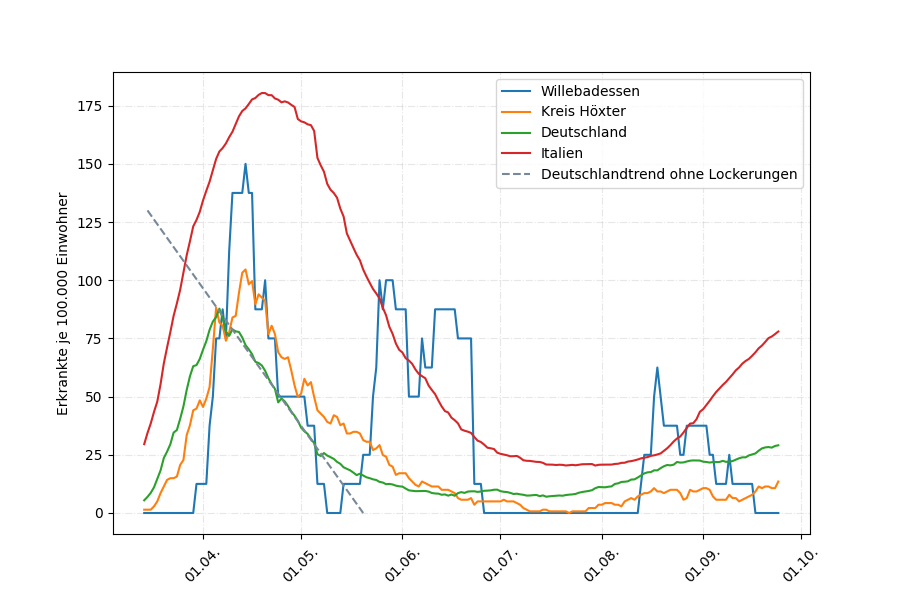 Willebadessen
Kreis Höxter
Deutschland
Italien
Deutschlandtrend ohne Lockerungen
Erkrankte je 100.000 Einwohner
175
150
125
100
75
50
25
0
01.04.
01.05.
01.06.
01.07.
01.08.
01.09.
01.10.